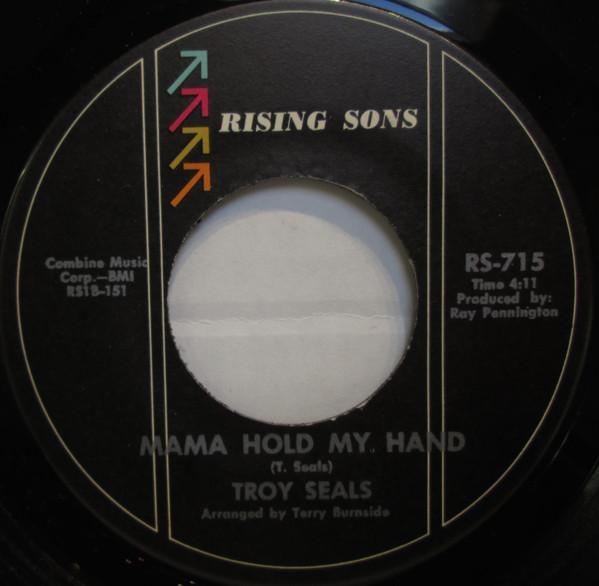 RISING SONS
Combine Music
Corp.—BMI
RS1B-151
RS-715
Time 4:11
Produced by:
Ray Pennington
MAMA HOLD MY HAND
(T. Seals)
TROY SEALS
Arranged by Terry Burnside